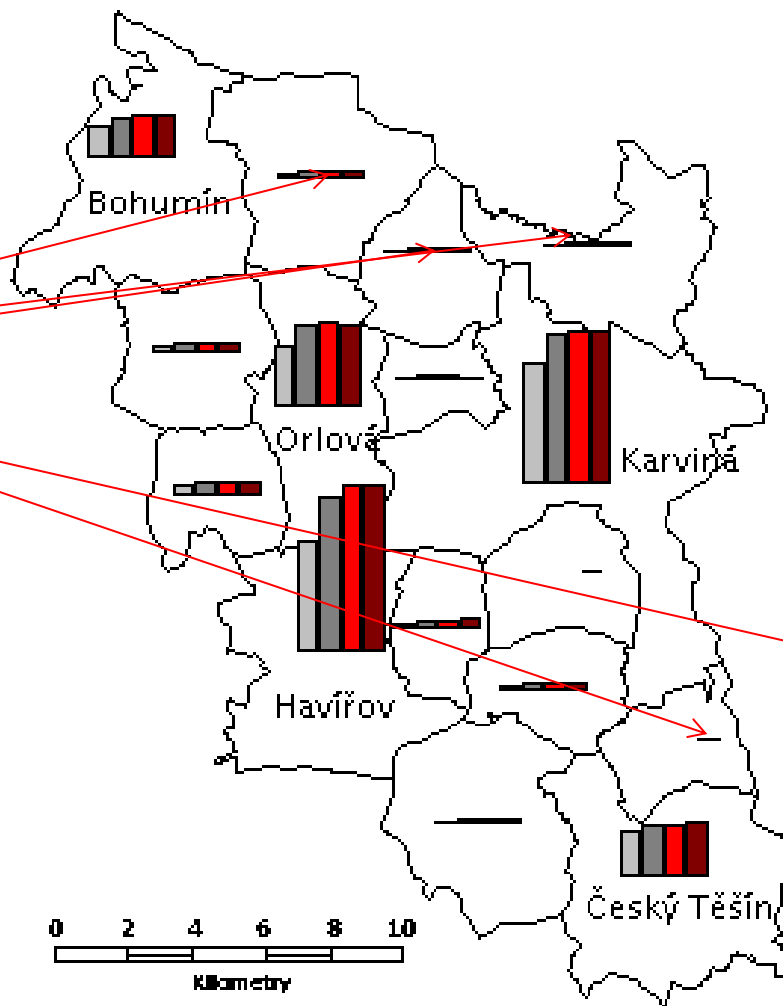 Bohumín
Orlová
Karviná
Havířov
Český Těšín
0 2 4 6 8 10
Kilometry